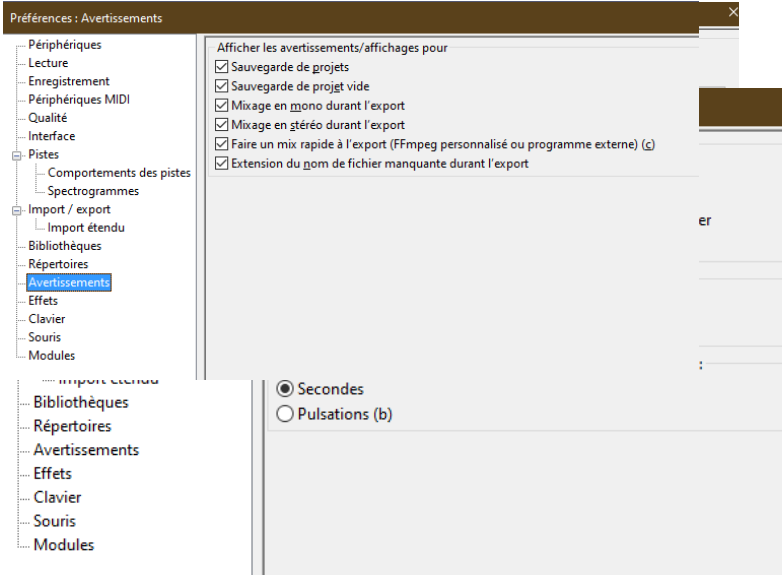 Préférences : Avertissements
Périphériques
Lecture
Enregistrement
Périphériques MIDI
Qualité
Interface
Pistes
Comportements des pistes
Spectrogrammes
Import / export
Import étendu
Bibliothèques
Répertoires
Avertissements
Effets
Clavier
Souris
Modules
Afficher les avertissements/affichages pour
Sauvegarde de projets
Sauvegarde de projet vide
Mixage en mono durant l'export
Mixage en stéréo durant l'export
Faire un mix rapide à l'export (FFmpeg personnalisé ou programme externe) (c)
Extension du nom de fichier manquante durant l'export
er
:
Import étendu
Bibliothèques
Répertoires
Avertissements
Effets
Clavier
Souris
Modules
Secondes
Pulsations (b)